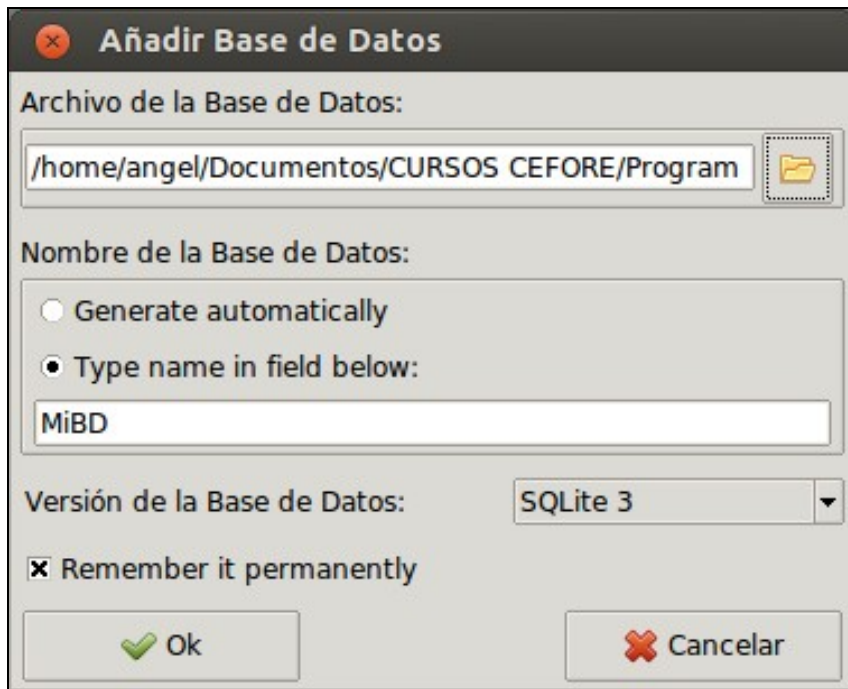 Añadir Base de Datos
Archivo de la Base de Datos:
/home/angel/Documentos/CURSOS CEFORE/Program
Nombre de la Base de Datos:
Generate automatically
Type name in field below:
MiBD
Versión de la Base de Datos: SQLite 3
Remember it permanently
Ok Cancelar